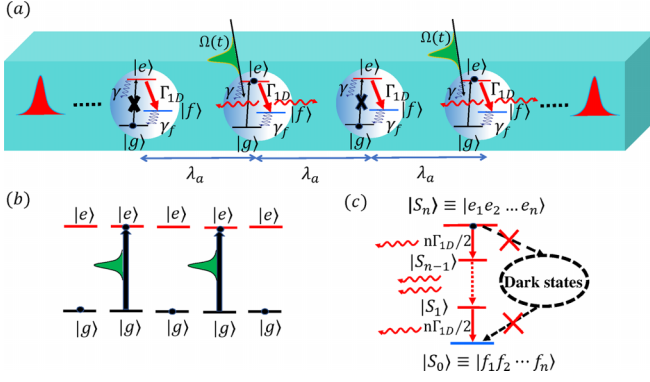 (a)
Ω(t)
Ω(t)
|e⟩
|e⟩
|e⟩
|e⟩
γ
Γ1D
γ
Γ1D
γ
Γ1D
γ
Γ1D
|f⟩
|f⟩
|f⟩
|f⟩
γf
γf
γf
γf
|g⟩
|g⟩
|g⟩
|g⟩
λa
λa
λa
(b)
|e⟩ |e⟩ |e⟩ |e⟩ |e⟩
|g⟩ |g⟩ |g⟩ |g⟩ |g⟩
(c)
|Sn⟩ ≡ |e1e2 ... en⟩
nΓ1D/2
|Sn−1⟩
Dark states
|S1⟩
nΓ1D/2
|S0⟩ ≡ |f1f2 ⋯ fn⟩